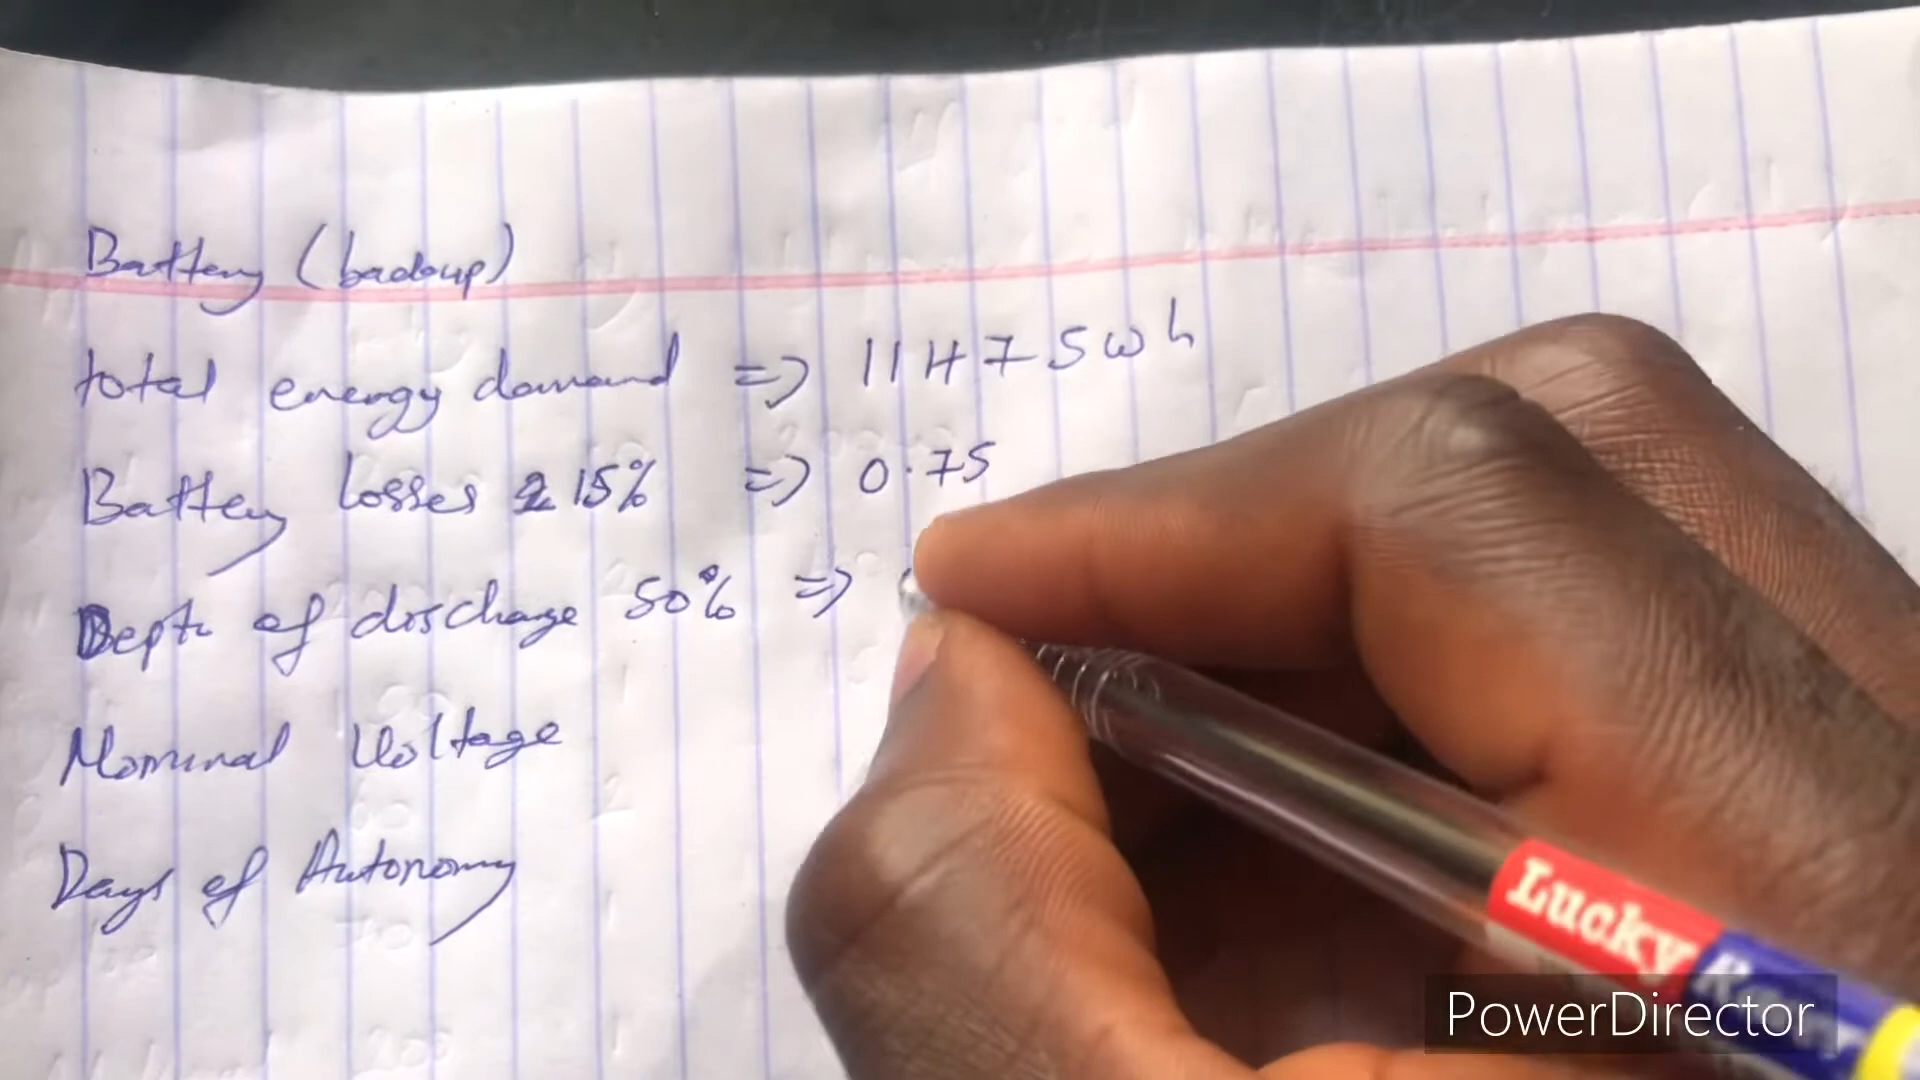 Battery (backup)
total energy demand => 11475wh
Battery losses 15% => 0.75
Depth of discharge 50% =>
Nominal Voltage
Days of Autonomy
Lucky
PowerDirector